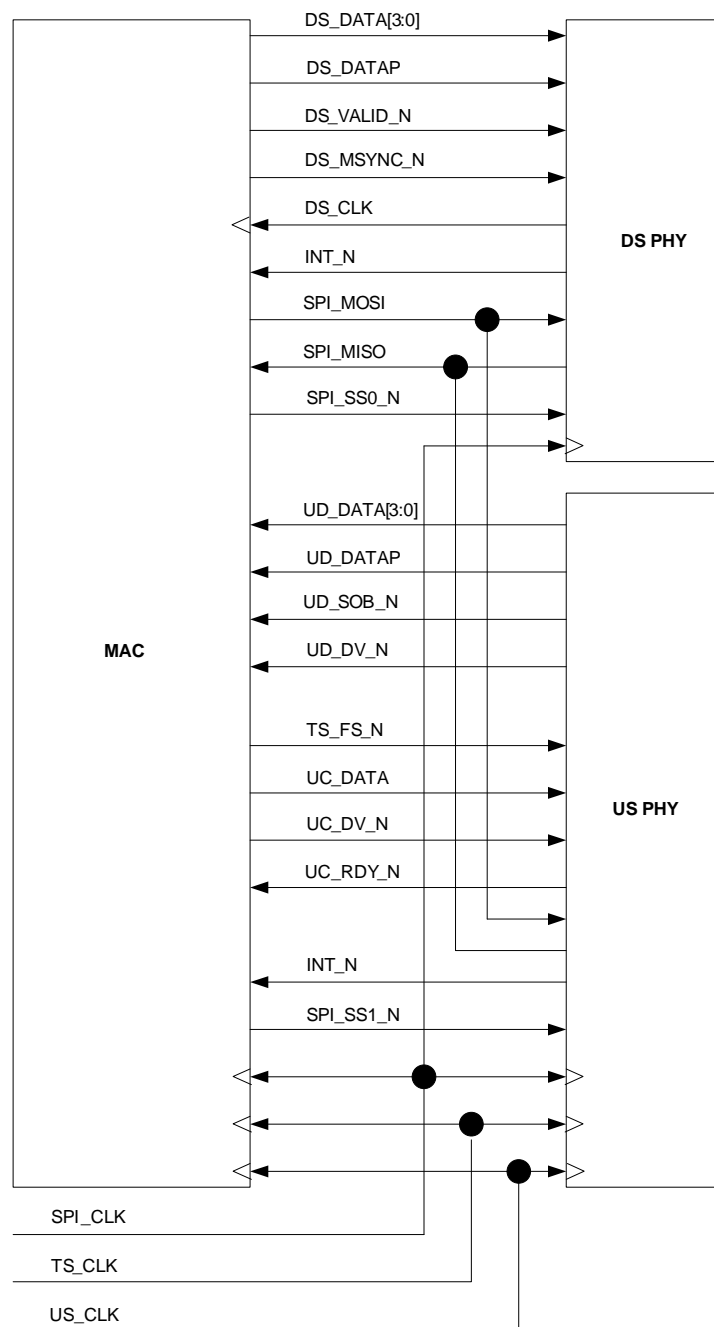 DS_DATA[3:0]
DS_DATAP
DS_VALID_N
DS_MSYNC_N
DS_CLK
DS PHY
INT_N
SPI_MOSI
SPI_MISO
SPI_SS0_N
UD_DATA[3:0]
UD_DATAP
UD_SOB_N
MAC
UD_DV_N
TS_FS_N
UC_DATA
US PHY
UC_DV_N
UC_RDY_N
INT_N
SPI_SS1_N
SPI_CLK
TS_CLK
US_CLK